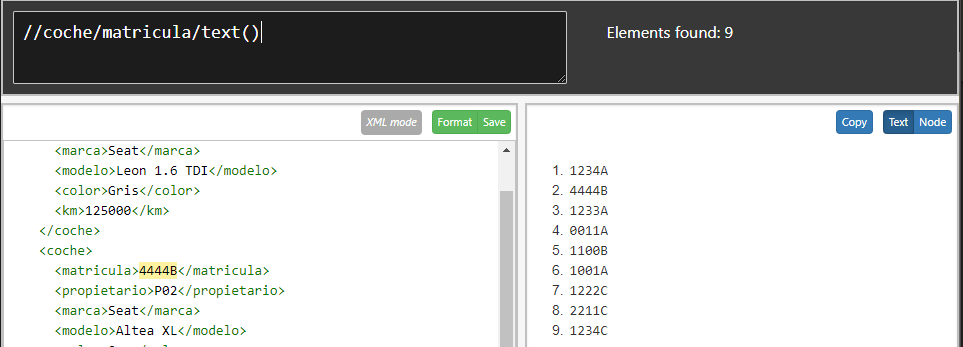 //coche/matricula/text()
Elements found: 9
XML mode Format Save
<marca>Seat</marca>
<modelo>Leon 1.6 TDI</modelo>
<color>Gris</color>
<km>125000</km>
</coche>
<coche>
<matricula>4444B</matricula>
<propietario>P02</propietario>
<marca>Seat</marca>
<modelo>Altea XL</modelo>
Copy Text Node
1. 1234A
2. 4444B
3. 1233A
4. 0011A
5. 1100B
6. 1001A
7. 1222C
8. 2211C
9. 1234C